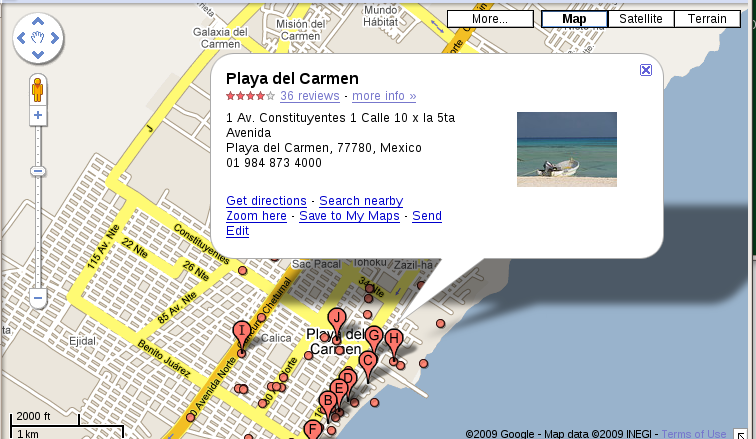 More...
Map
Satellite
Terrain
Mundo
Hábitat
Misión del
Carmen
Galaxia del
Carmen
Playa del Carmen
36 reviews - more info »
1 Av. Constituyentes 1 Calle 10 x la 5ta
Avenida
Playa del Carmen, 77780, Mexico
01 984 873 4000
Get directions - Search nearby
Zoom here - Save to My Maps - Send
Edit
J
Constituyentes
115 Av. Nte
22 Nte
26 Nte
85 Av. Nte
Sac Pacal
Tohoku
Zazil-ha
Ejidal
Benito Juárez
Calica
Playa del
Carmen
I
J
G
H
C
D
E
B
F
2000 ft
1 km
©2009 Google - Map data ©2009 INEGI - Terms of Use